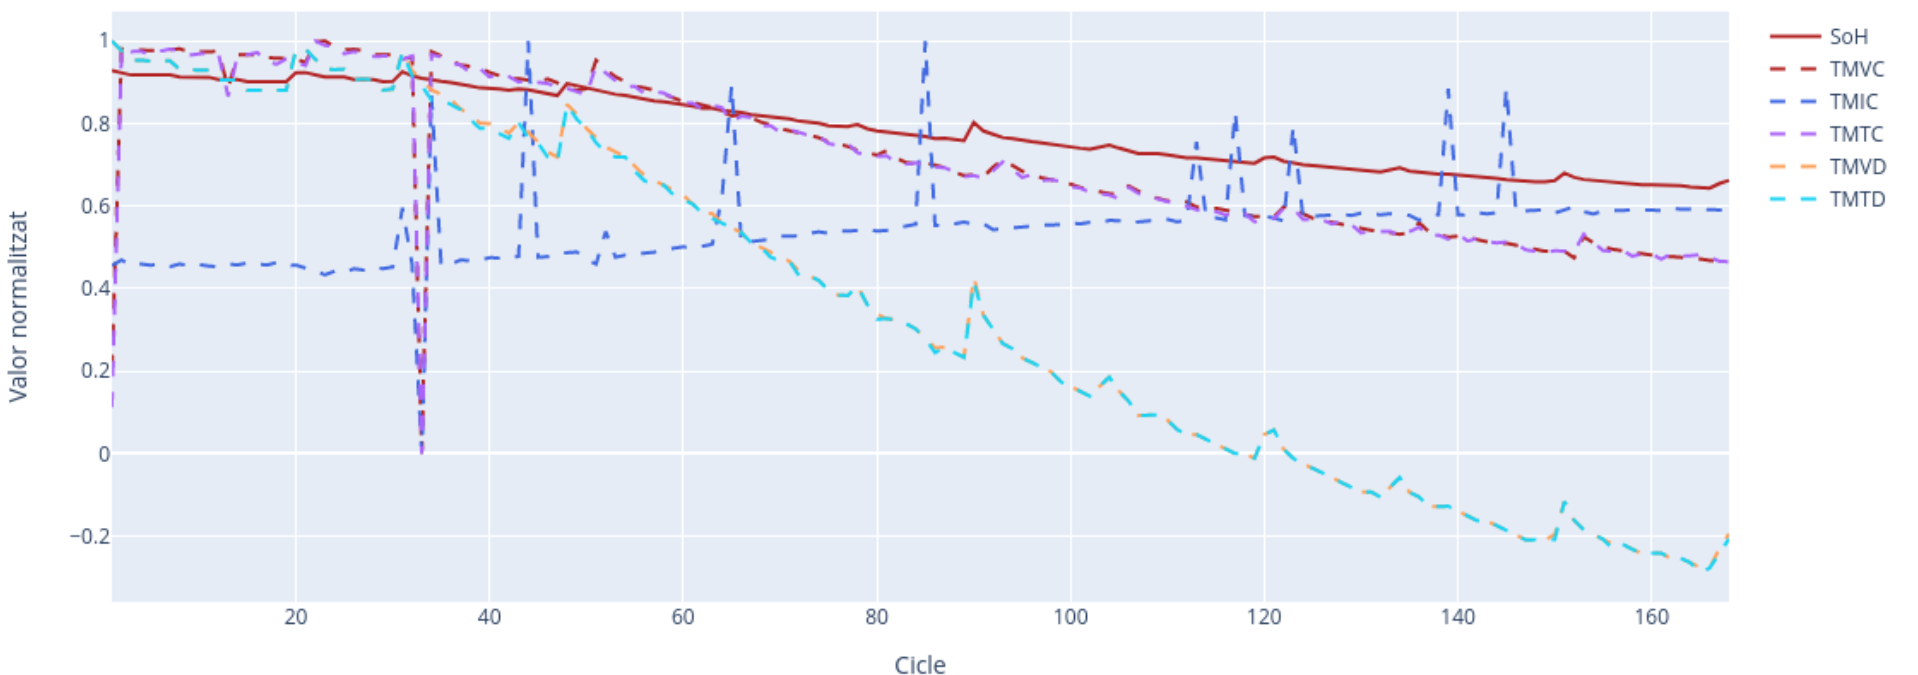 Valor normalitzat
1
0.8
0.6
0.4
0.2
0
−0.2
20 40 60 80 100 120 140 160
Cicle
SoH
TMVC
TMIC
TMTC
TMVD
TMTD